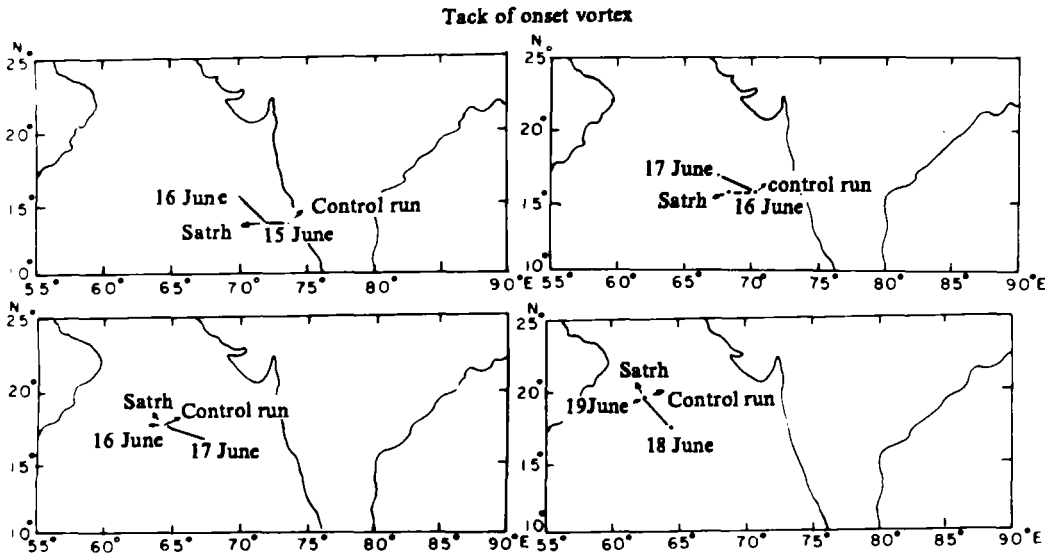 Tack of onset vortex
N°
25°
20°
15°
10°
16 June
Control run
Satrh
15 June
55° 60° 65° 70° 75° 80° 90°E
N°
25°
20°
15°
10°
17 June
control run
Satrh
16 June
55° 60° 65° 70° 75° 80° 85° 90°E
N°
25°
20°
15°
10°
Satrh
Control run
16 June
17 June
55° 60° 65° 70° 75° 80° 90°E
N°
25°
20°
15°
10°
Satrh
19June
Control run
18 June
55° 60° 65° 70° 75° 80° 85° 90°E